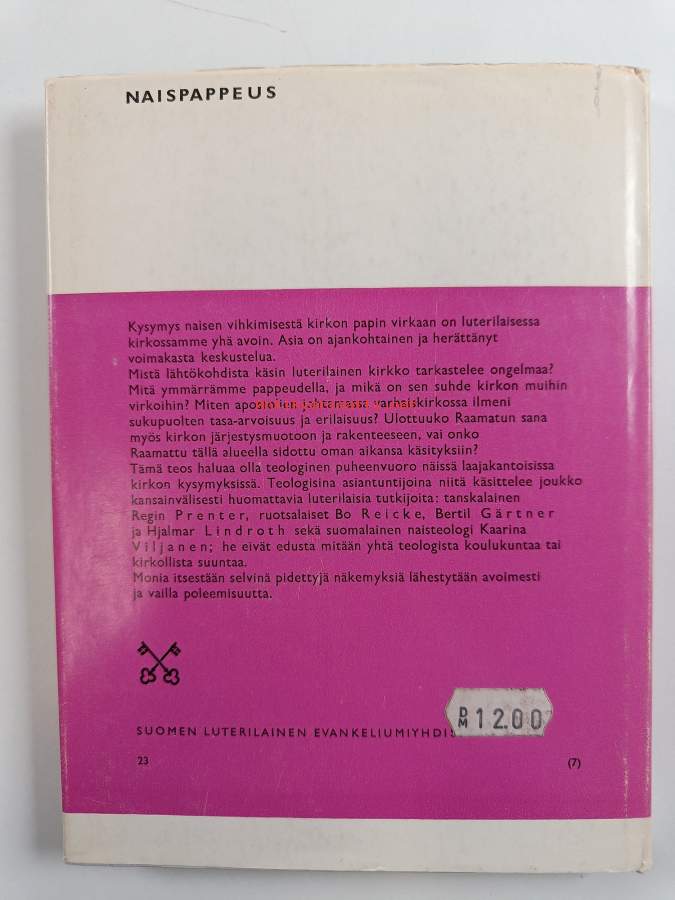 NAISPAPPEUS
Kysymys naisen vihkimisestä kirkon papin virkaan on luterilaisessa
kirkossamme yhä avoin. Asia on ajankohtainen ja herättänyt
voimakasta keskustelua.
Mistä lähtökohdista käsin luterilainen kirkko tarkastelee ongelmaa?
Mitä ymmärrämme pappeudella, ja mikä on sen suhde kirkon muihin
virkoihin? Miten apostolien johtamassa varhaiskirkossa ilmeni
sukupuolten tasa-arvoisuus ja erilaisuus? Ulottuuko Raamatun sana
myös kirkon järjestysmuotoon ja rakenteeseen, vai onko
Raamattu tällä alueella sidottu oman aikansa käsityksiin?
Tämä teos haluaa olla teologinen puheenvuoro näissä laajakantoisissa
kirkon kysymyksissä. Teologisina asiantuntijoina niitä käsittelee joukko
kansainvälisesti huomattavia luterilaisia tutkijoita: tanskalainen
Regin Prenter, ruotsalaiset Bo Reicke, Bertil Gärtner
ja Hjalmar Lindroth sekä suomalainen naisteologi Kaarina
Viljanen; he eivät edusta mitään yhtä teologista koulukuntaa tai
kirkollista suuntaa.
Monia itsestään selvinä pidettyjä näkemyksiä lähestytään avoimesti
ja vailla poleemisuutta.
SUOMEN LUTERILAINEN EVANKELIUMIYHDIS
DM 12.00
23
(7)